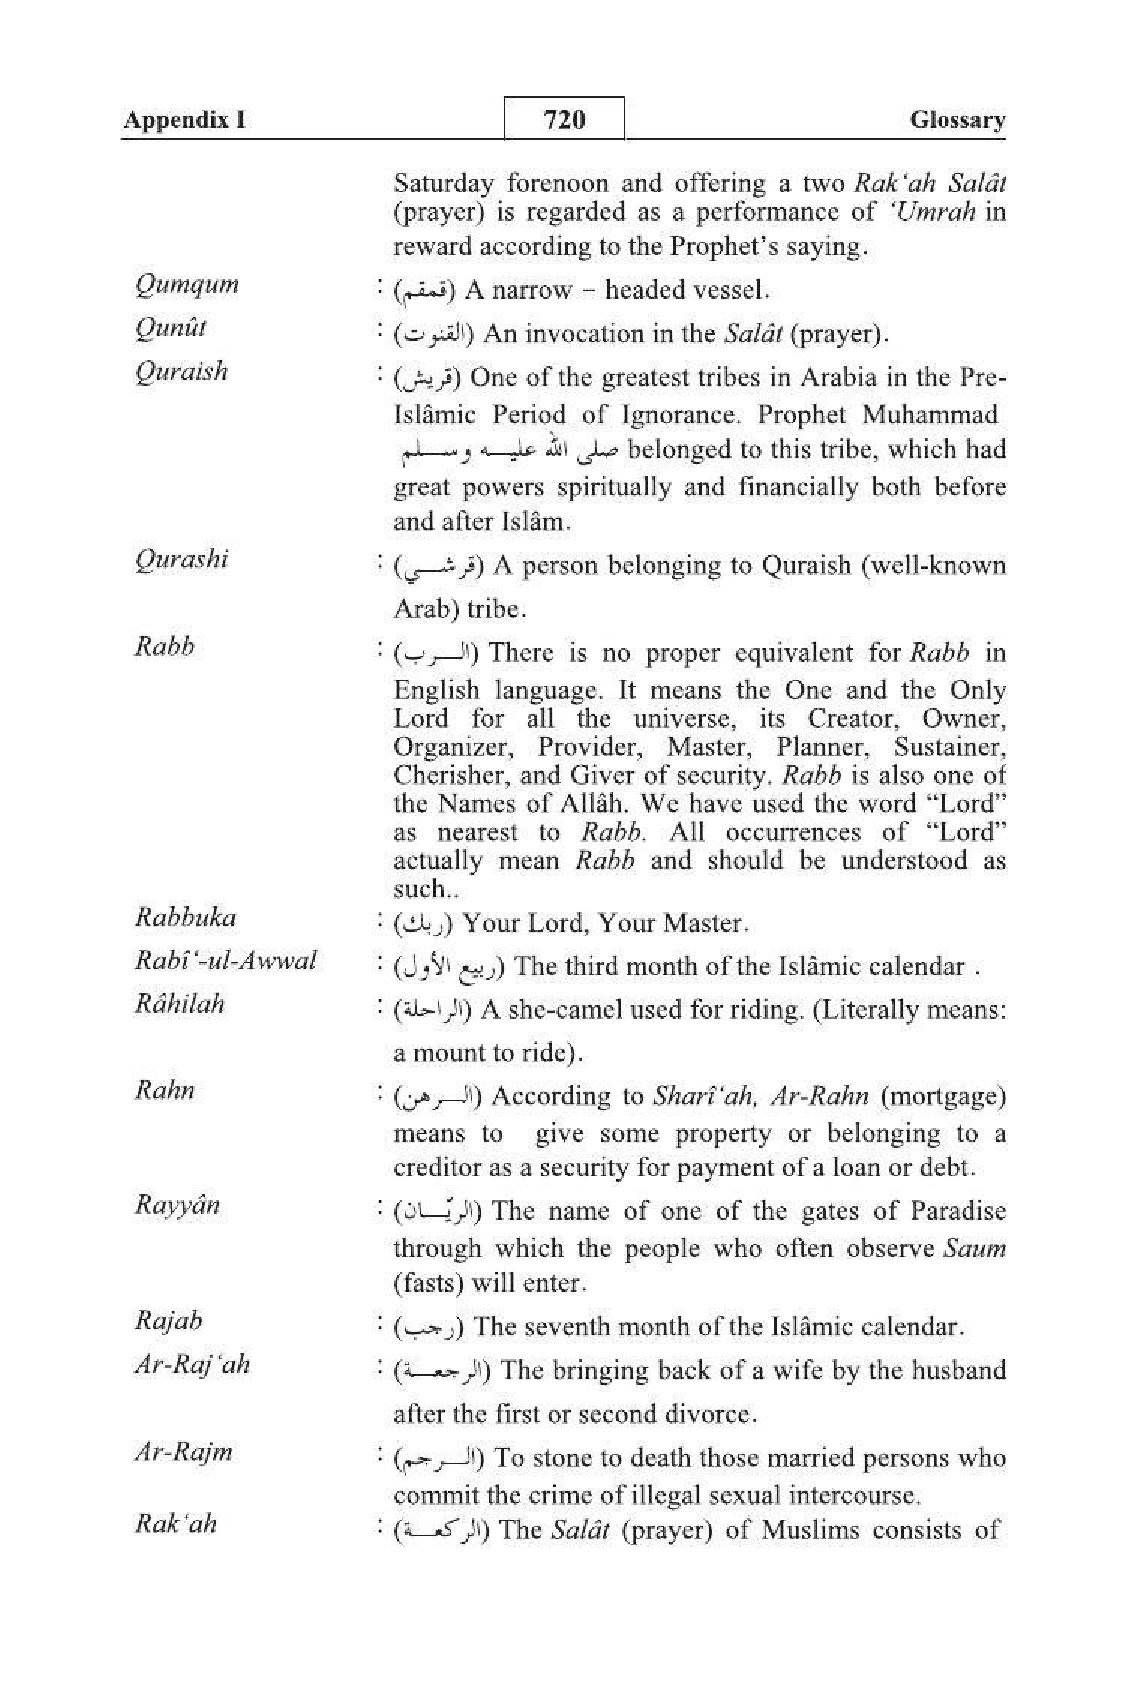 Appendix I 720 Glossary
Saturday forenoon and offering a two Rak‘ah Salât
(prayer) is regarded as a performance of ‘Umrah in
reward according to the Prophet’s saying.
Qumqum : (قمقم) A narrow – headed vessel.
Qunût : (القنوت) An invocation in the Salât (prayer).
Quraish : (قريش) One of the greatest tribes in Arabia in the Pre-
Islâmic Period of Ignorance. Prophet Muhammad
صلى الله عليـــه وســـلم belonged to this tribe, which had
great powers spiritually and financially both before
and after Islâm.
Qurashi : (قرشـــي) A person belonging to Quraish (well-known
Arab) tribe.
Rabb : (الـــرب) There is no proper equivalent for Rabb in
English language. It means the One and the Only
Lord for all the universe, its Creator, Owner,
Organizer, Provider, Master, Planner, Sustainer,
Cherisher, and Giver of security. Rabb is also one of
the Names of Allâh. We have used the word “Lord”
as nearest to Rabb. All occurrences of “Lord”
actually mean Rabb and should be understood as
such..
Rabbuka : (ربك) Your Lord, Your Master.
Rabî‘-ul-Awwal : (ربيع الأول) The third month of the Islâmic calendar .
Râhilah : (الراحلة) A she-camel used for riding. (Literally means:
a mount to ride).
Rahn : (الـــرهن) According to Sharî‘ah, Ar-Rahn (mortgage)
means to give some property or belonging to a
creditor as a security for payment of a loan or debt.
Rayyân : (الريّـــان) The name of one of the gates of Paradise
through which the people who often observe Saum
(fasts) will enter.
Rajab : (رجب) The seventh month of the Islâmic calendar.
Ar-Raj‘ah : (الرجعـــة) The bringing back of a wife by the husband
after the first or second divorce.
Ar-Rajm : (الـــرجم) To stone to death those married persons who
commit the crime of illegal sexual intercourse.
Rak‘ah : (الركعـــة) The Salât (prayer) of Muslims consists of